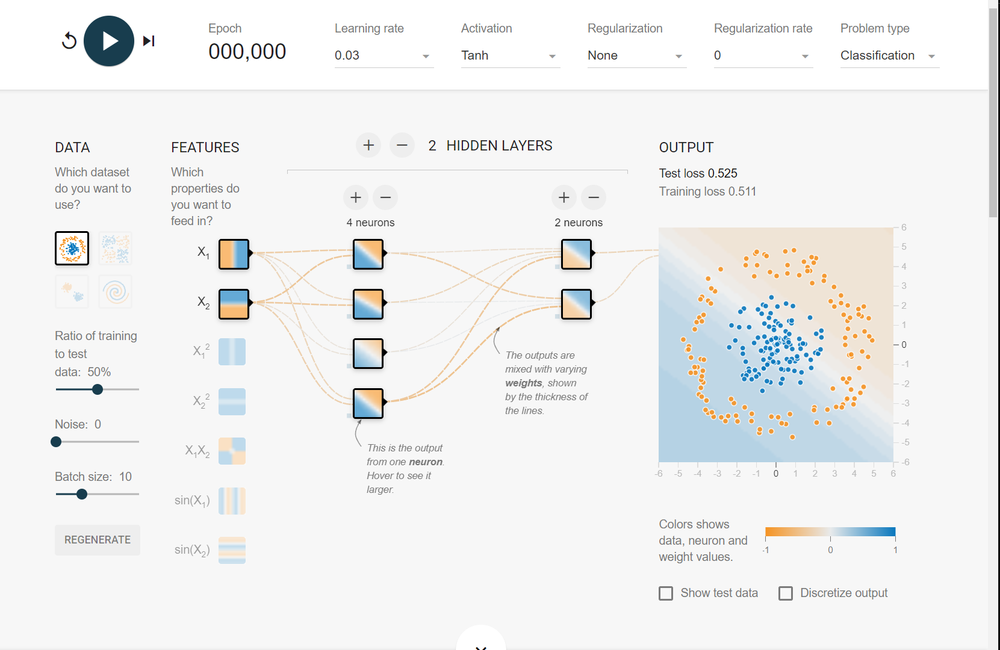 Epoch
000,000
Learning rate
0.03
Activation
Tanh
Regularization
None
Regularization rate
0
Problem type
Classification
DATA
Which dataset
do you want to
use?
Ratio of training
to test
data: 50%
Noise: 0
Batch size: 10
REGENERATE
FEATURES
Which
properties do
you want to
feed in?
X1
X2
X1^2
X2^2
X1X2
sin(X1)
sin(X2)
2 HIDDEN LAYERS
4 neurons
2 neurons
The outputs are
mixed with varying
weights, shown
by the thickness of
the lines.
This is the output
from one neuron.
Hover to see it
larger.
OUTPUT
Test loss 0.525
Training loss 0.511
6
5
4
3
2
1
0
-1
-2
-3
-4
-5
-6
-6 -5 -4 -3 -2 -1 0 1 2 3 4 5 6
Colors shows
data, neuron and
weight values.
-1 0 1
Show test data
Discretize output